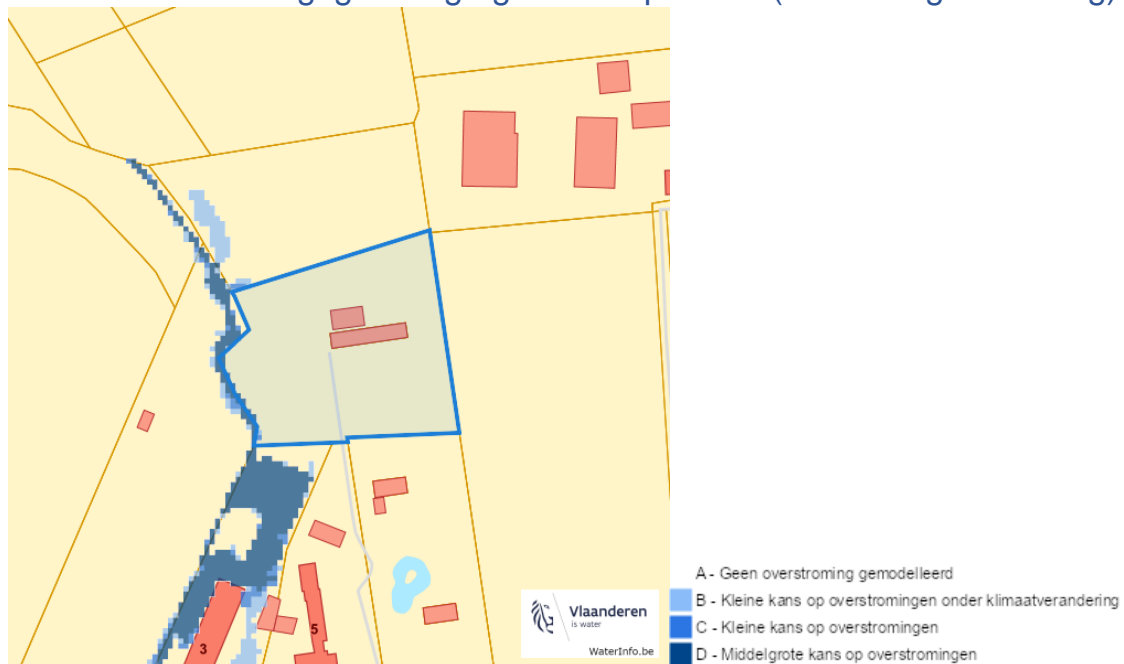 3
5
Vlaanderen
is water
WaterInfo.be
A - Geen overstroming gemodelleerd
B - Kleine kans op overstromingen onder klimaatverandering
C - Kleine kans op overstromingen
D - Middelgrote kans op overstromingen